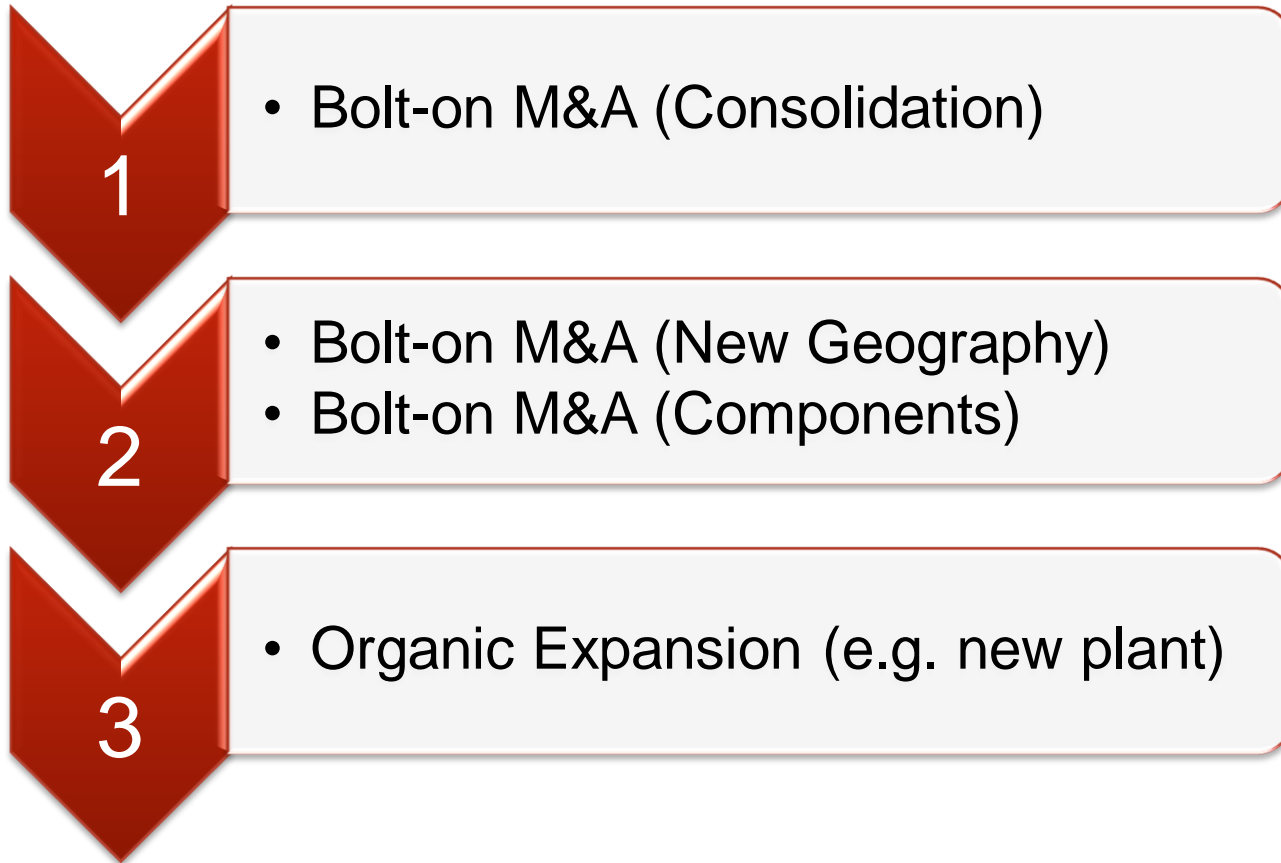 1
• Bolt-on M&A (Consolidation)
2
• Bolt-on M&A (New Geography)
• Bolt-on M&A (Components)
3
• Organic Expansion (e.g. new plant)